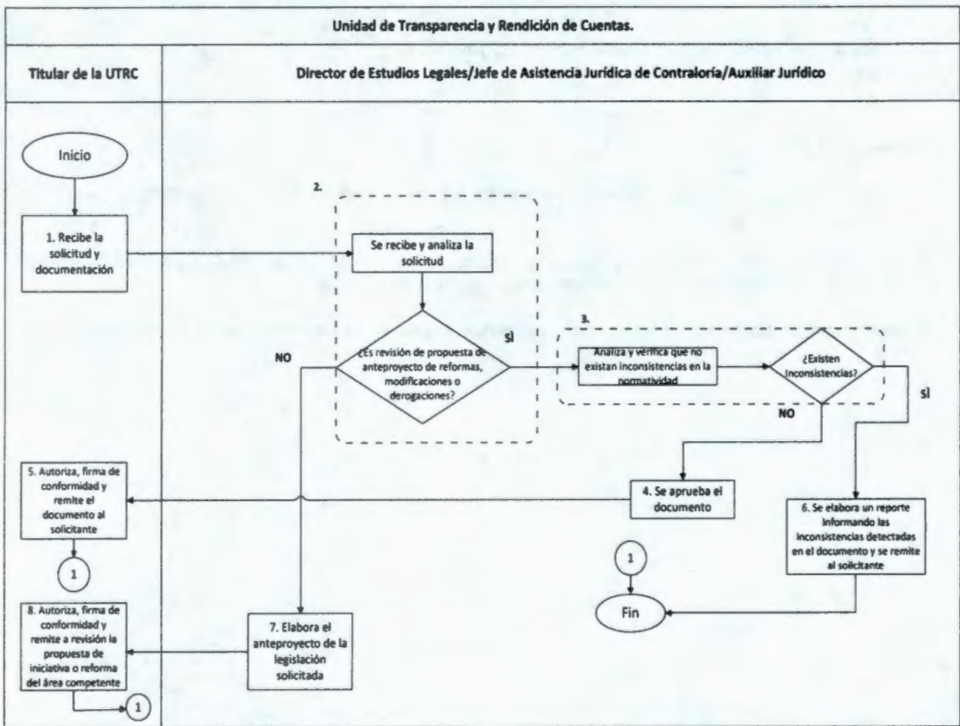 Unidad de Transparencia y Rendición de Cuentas.
Titular de la UTRC
Director de Estudios Legales/Jefe de Asistencia Jurídica de Contraloría/Auxiliar Jurídico
Inicio
1. Recibe la
solicitud y
documentación
2.
Se recibe y analiza la
solicitud
¿Es revisión de propuesta de
anteproyecto de reformas,
modificaciones o
derogaciones?
NO
SÌ
3.
Analiza y verifica que no
existan inconsistencias en la
normatividad
¿Existen
Inconsistencias?
NO
SÌ
4. Se aprueba el
documento
5. Autoriza, firma de
conformidad y
remite el
documento al
solicitante
1
6. Se elabora un reporte
informando las
inconsistencias detectadas
en el documento y se remite
al solicitante
1
Fin
7. Elabora el
anteproyecto de la
legislación
solicitada
8. Autoriza, firma de
conformidad y
remite a revisión la
propuesta de
iniciativa o reforma
del área competente
1